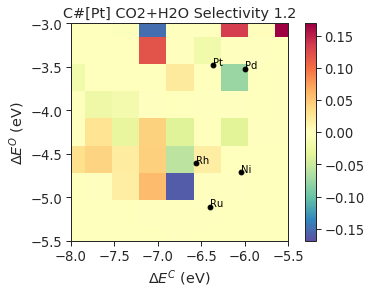 C#[Pt] CO2+H2O Selectivity 1.2
−3.0
−3.5
−4.0
−4.5
−5.0
−5.5
ΔE^O (eV)
Pt
Pd
Rh
Ni
Ru
−8.0 −7.5 −7.0 −6.5 −6.0 −5.5
ΔE^C (eV)
0.15
0.10
0.05
0.00
−0.05
−0.10
−0.15